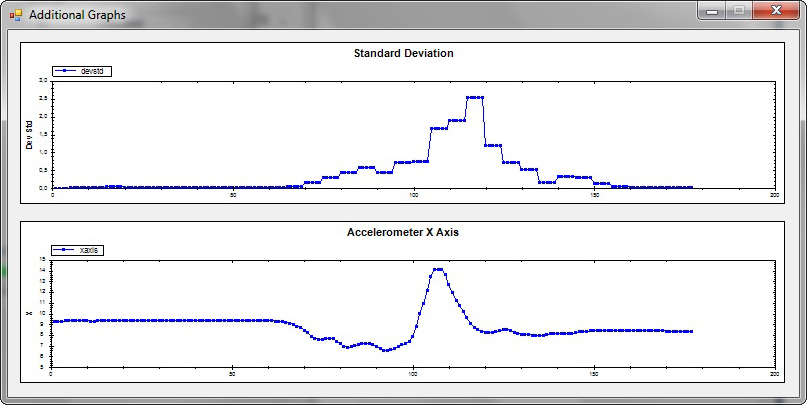 Additional Graphs
Standard Deviation
devstd
Dev Std
3,0
2,5
2,0
1,5
1,0
0,5
0,0
0 50 100 150 200
Accelerometer X Axis
xaxis
X
15
14
13
12
11
10
9
8
7
6
5
0 50 100 150 200